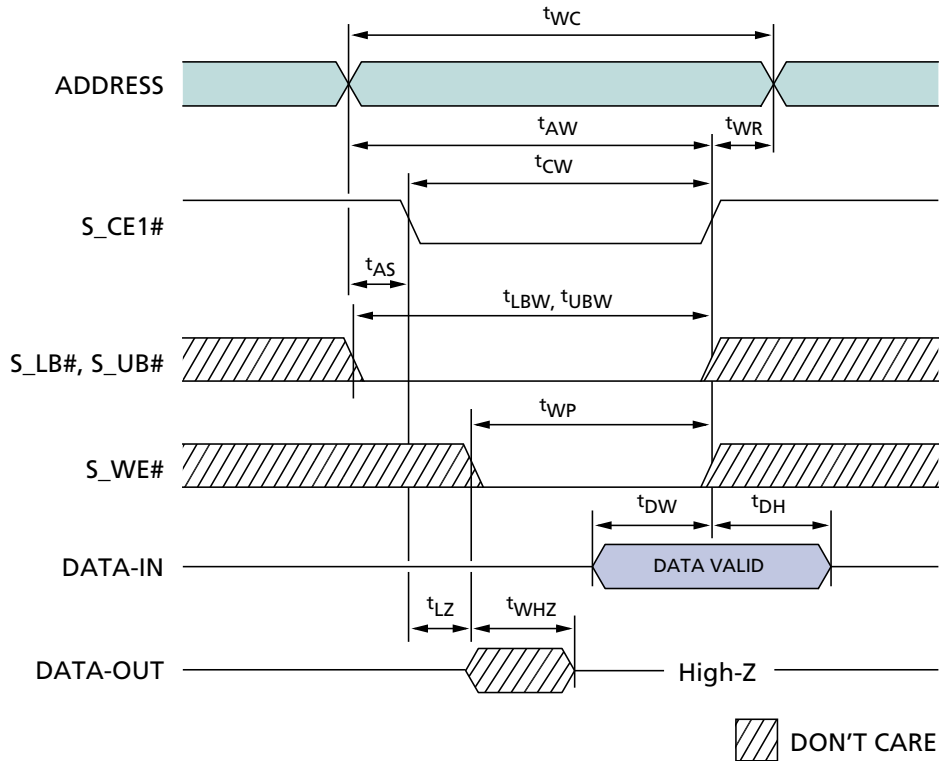 tWC
ADDRESS
tAW
tWR
tCW
S_CE1#
tAS
tLBW, tUBW
S_LB#, S_UB#
tWP
S_WE#
tDW
tDH
DATA-IN
DATA VALID
tLZ
tWHZ
DATA-OUT
High-Z
DON'T CARE